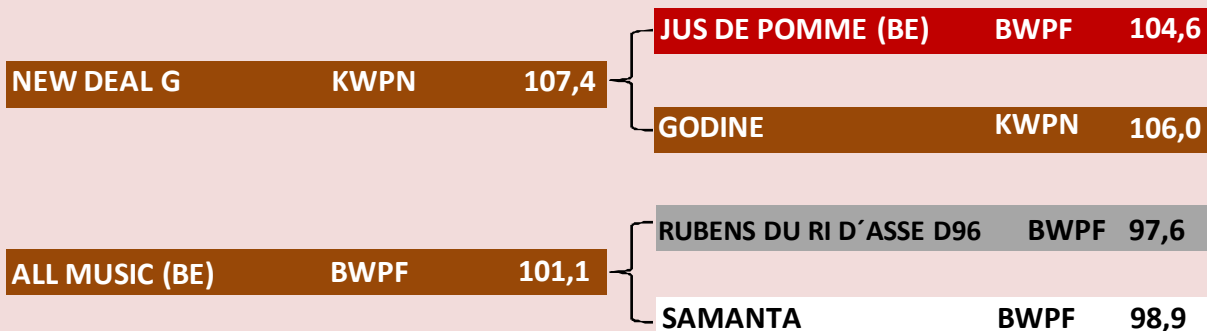 JUS DE POMME (BE) BWPF 104,6
NEW DEAL G KWPN 107,4
GODINE KWPN 106,0
RUBENS DU RI D´ASSE D96 BWPF 97,6
ALL MUSIC (BE) BWPF 101,1
SAMANTA BWPF 98,9